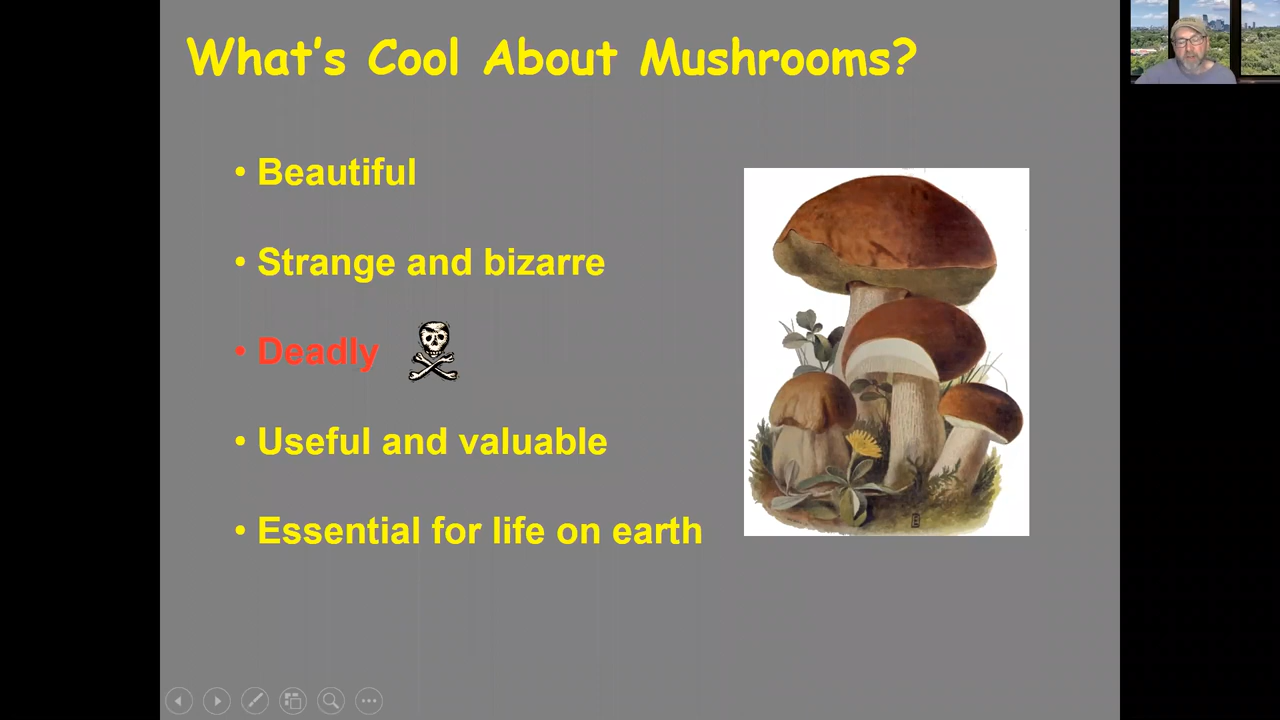 What's Cool About Mushrooms?
• Beautiful
• Strange and bizarre
• Deadly
• Useful and valuable
• Essential for life on earth